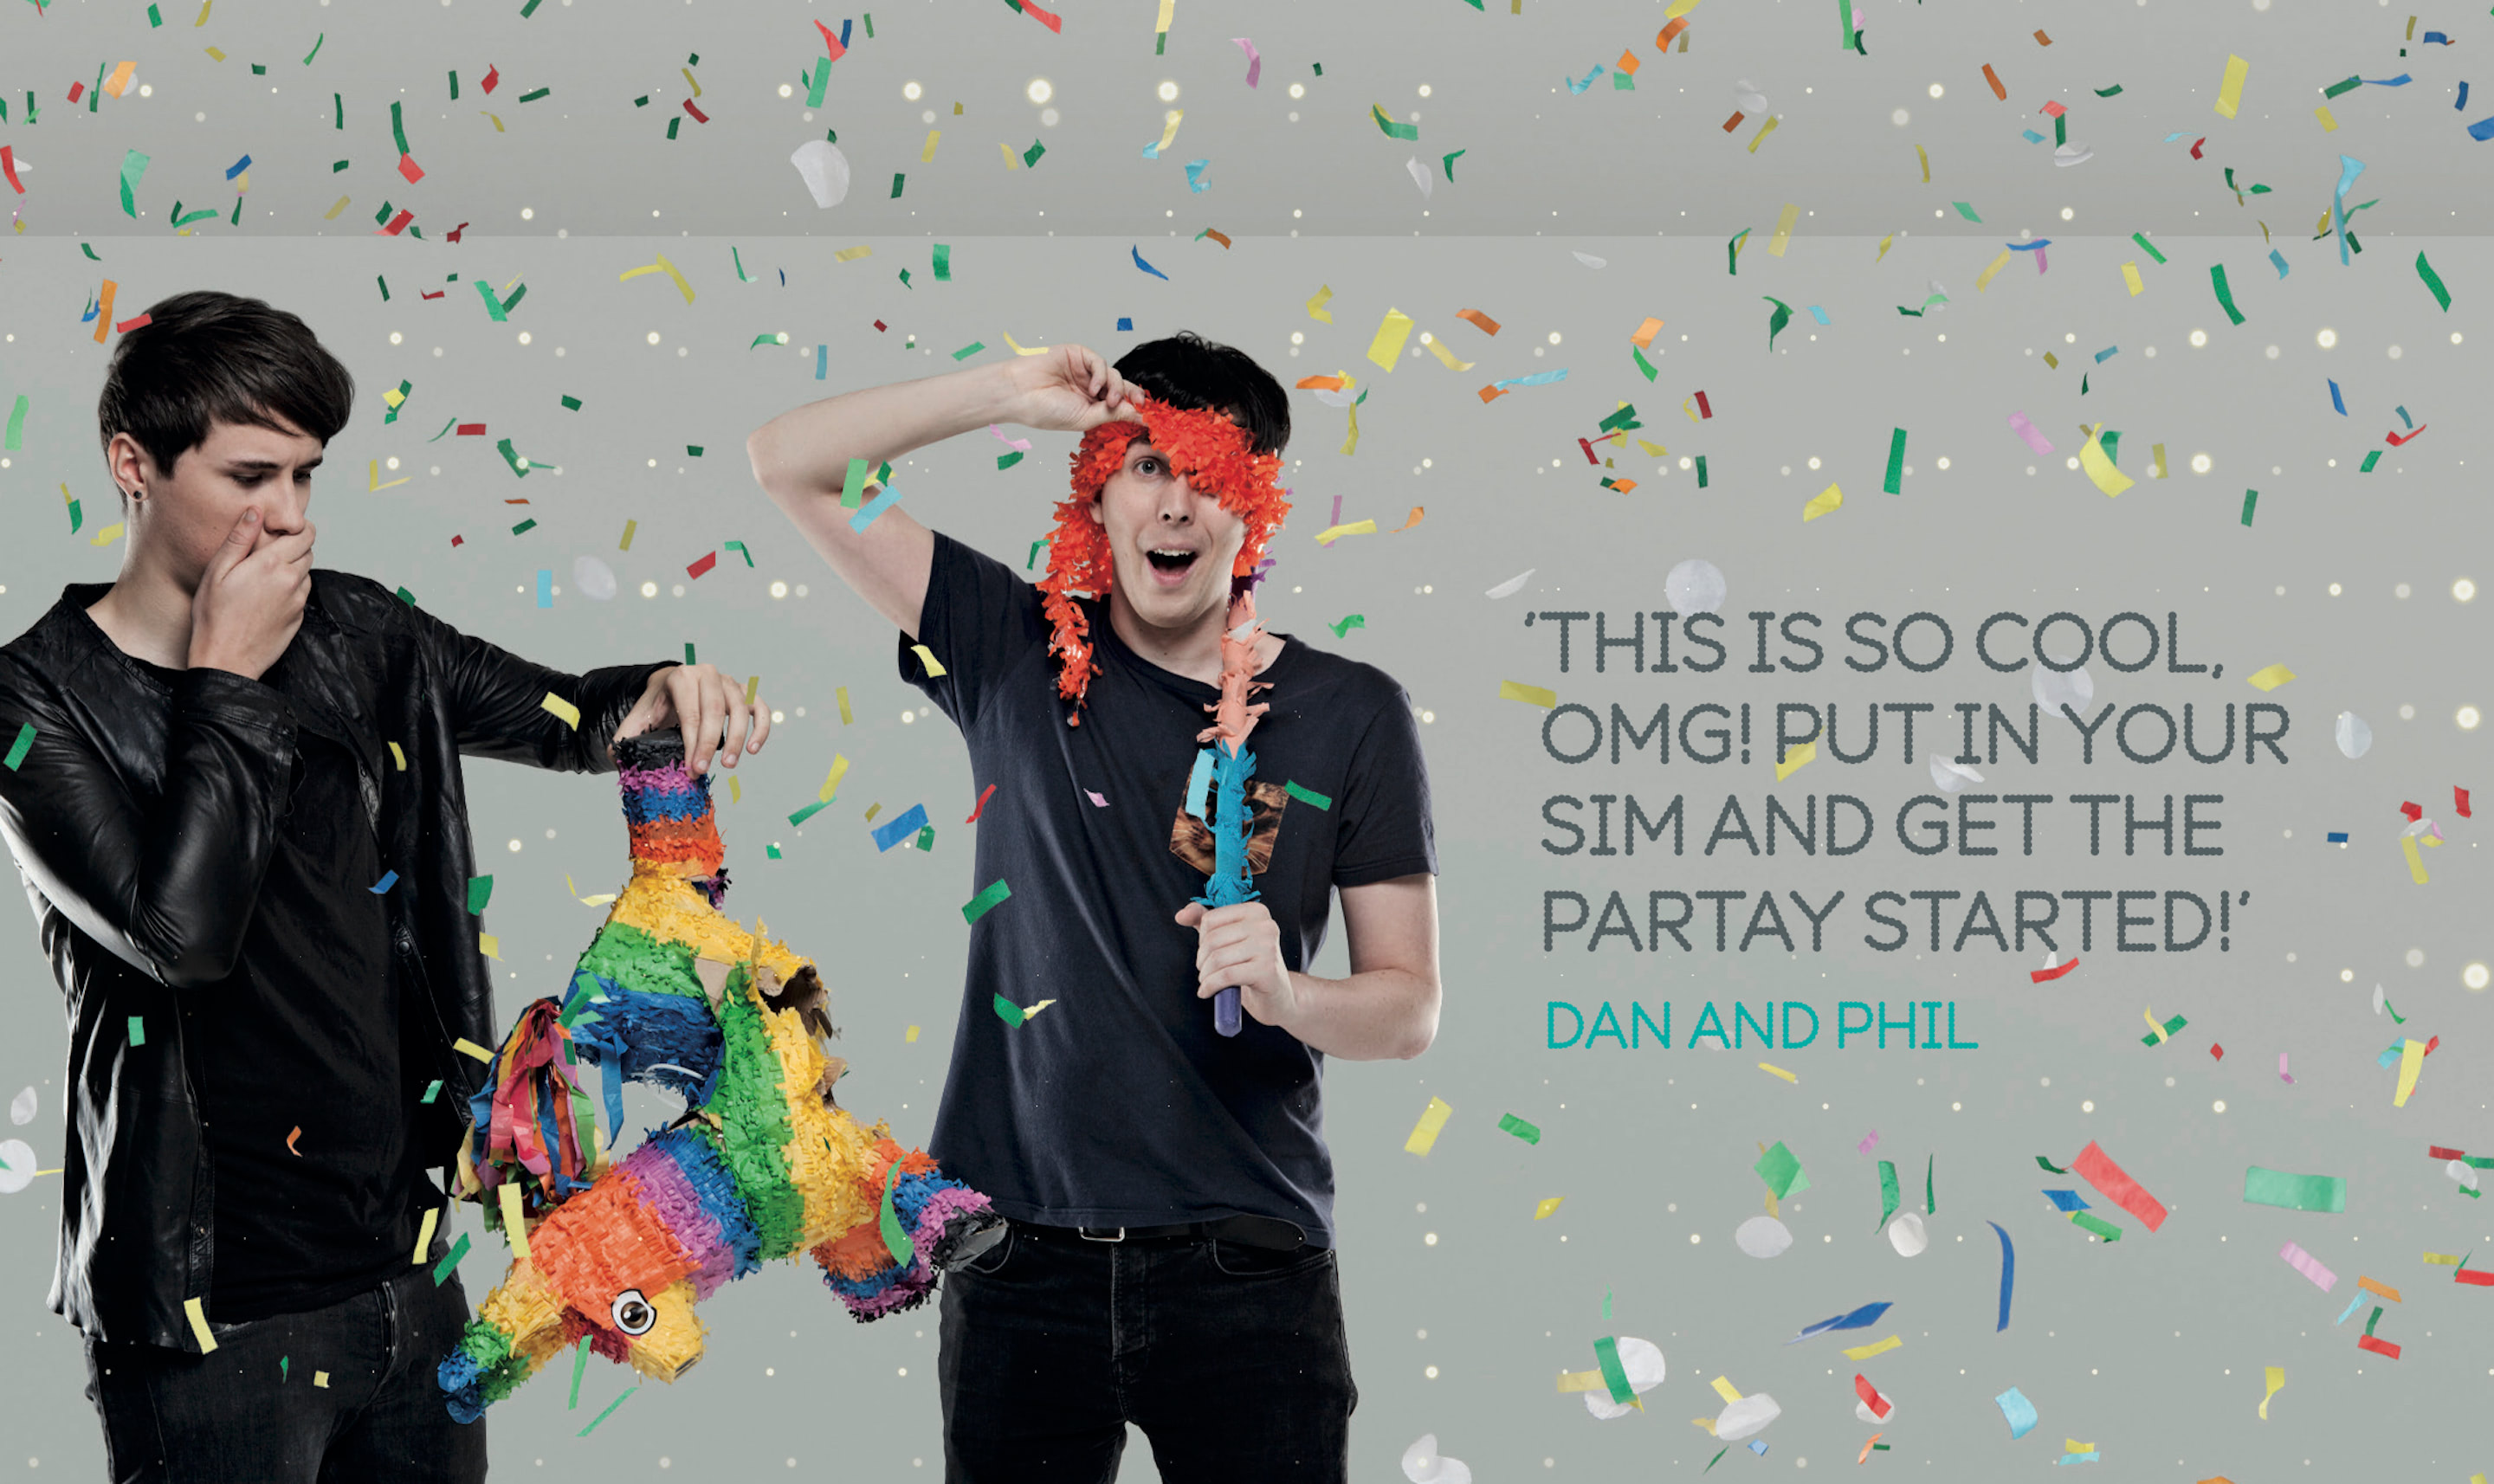 ‘THIS IS SO COOL,
OMG! PUT IN YOUR
SIM AND GET THE
PARTAY STARTED!’
DAN AND PHIL